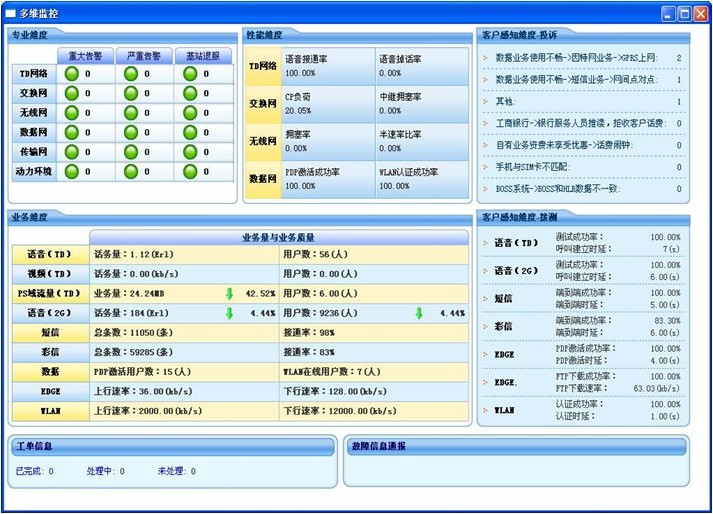 多维监控
专业维度
重大告警 严重告警 基站退服
TD网络 0 0 0
交换网 0 0 0
无线网 0 0 0
数据网 0 0 0
传输网 0 0 0
动力环境 0 0 0
性能维度
TD网络 语音接通率 语音掉话率
100.00% 0.00%
交换网 CP负荷 中继拥塞率
20.05% 0.00%
无线网 拥塞率 半速率比率
0.00% 0.00%
数据网 PDP激活成功率 WLAN认证成功率
100.00% 100.00%
客户感知维度-投诉
数据业务使用不畅->因特网业务->GPRS上网: 2
数据业务使用不畅->短信业务->网间点对点: 1
其他: 1
工商银行->银行服务人员推诿，拒收客户话费: 0
自有业务资费未享受优惠->话费闹钟: 0
手机与SIM卡不匹配: 0
BOSS系统->BOSS和HLR数据不一致: 0
业务维度
业务量与业务质量
语音(TD) 话务量：1.12(Erl) 用户数：56(人)
视频(TD) 话务量：0.00(kb/s) 用户数：0.00(人)
PS域流量(TD) 业务量：24.24MB 42.52% 用户数：6.00(人)
语音(2G) 话务量：184(Erl) 4.44% 用户数：9236(人) 4.44%
短信 总条数：11050(条) 接通率：98%
彩信 总条数：59285(条) 接通率：83%
数据 PDP激活用户数：15(人) WLAN在线用户数：7(人)
EDGE 上行速率：36.00(kb/s) 下行速率：128.00(kb/s)
WLAN 上行速率：2000.00(kb/s) 下行速率：12000.00(kb/s)
客户感知维度-拨测
语音(TD) 测试成功率： 100.00%
呼叫建立时延： 7(s)
语音(2G) 测试成功率： 100.00%
呼叫建立时延： 6.00(s)
短信 端到端成功率： 100.00%
端到端时延： 5.00(s)
彩信 端到端成功率： 83.30%
端到端时延： 6.00(s)
EDGE PDP激活成功率： 100.00%
PDP激活时延： 4.00(s)
EDGE. FTP下载成功率： 100.00%
FTP下载速率： 63.03(kb/s)
WLAN 认证成功率： 100.00%
认证时延： 1.00(s)
工单信息
已完成: 0 处理中: 0 未处理: 0
故障信息通报